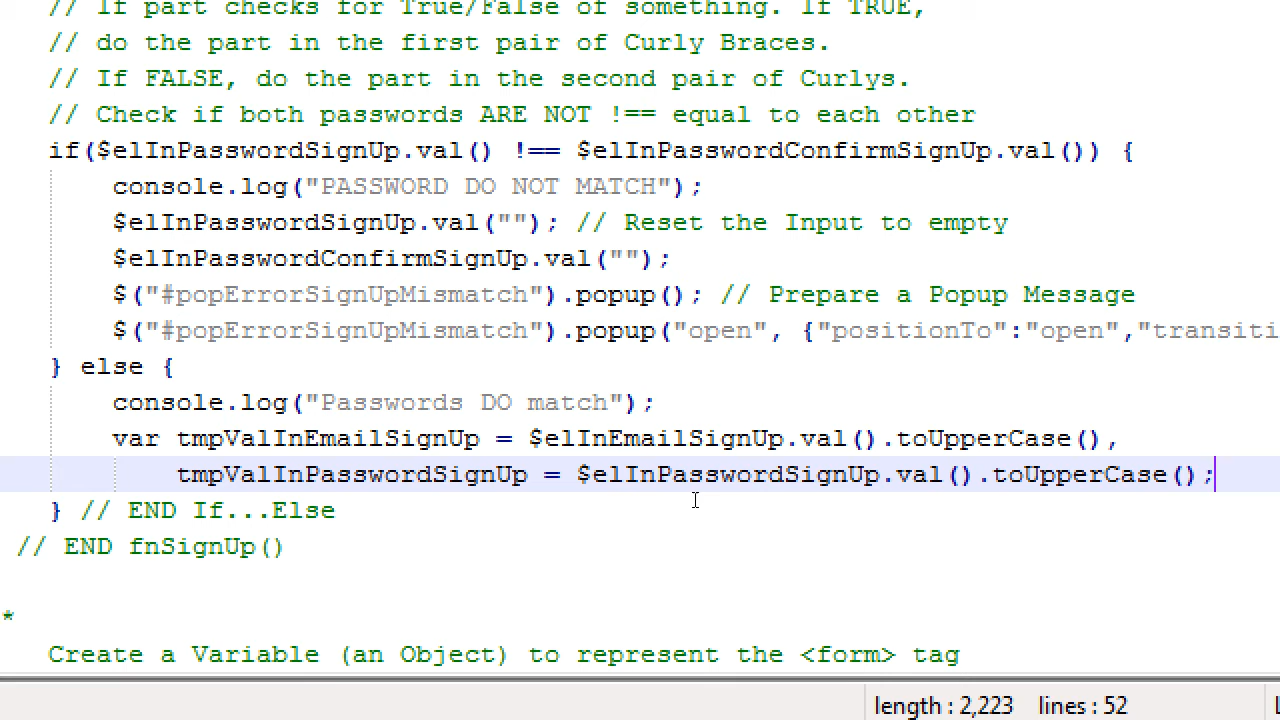 // If part checks for True/False of something. If TRUE,
// do the part in the first pair of Curly Braces.
// If FALSE, do the part in the second pair of Curlys.
// Check if both passwords ARE NOT !== equal to each other
if($elInPasswordSignUp.val() !== $elInPasswordConfirmSignUp.val()) {
console.log("PASSWORD DO NOT MATCH");
$elInPasswordSignUp.val(""); // Reset the Input to empty
$elInPasswordConfirmSignUp.val("");
$("#popErrorSignUpMismatch").popup(); // Prepare a Popup Message
$("#popErrorSignUpMismatch").popup("open", {"positionTo":"open","transiti
} else {
console.log("Passwords DO match");
var tmpValInEmailSignUp = $elInEmailSignUp.val().toUpperCase(),
tmpValInPasswordSignUp = $elInPasswordSignUp.val().toUpperCase();
} // END If...Else
// END fnSignUp()
*
Create a Variable (an Object) to represent the <form> tag
length : 2,223 lines : 52